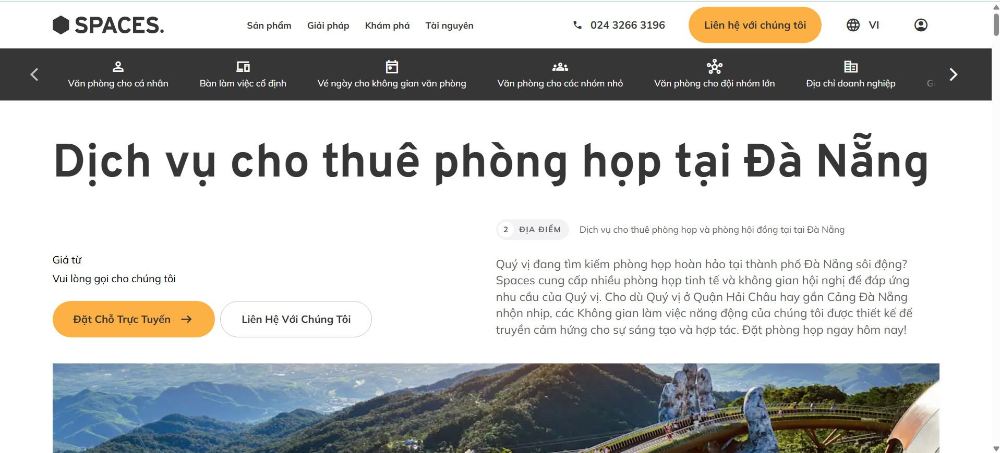 SPACES.
Sản phẩm
Giải pháp
Khám phá
Tài nguyên
024 3266 3196
Liên hệ với chúng tôi
VI
Văn phòng cho cá nhân
Bàn làm việc cố định
Vé ngày cho không gian văn phòng
Văn phòng cho các nhóm nhỏ
Văn phòng cho đội nhóm lớn
Địa chỉ doanh nghiệp
Dịch vụ cho thuê phòng họp tại Đà Nẵng
2 ĐỊA ĐIỂM
Dịch vụ cho thuê phòng họp và phòng hội đồng tại tại Đà Nẵng
Giá từ
Vui lòng gọi cho chúng tôi
Đặt Chỗ Trực Tuyến
Liên Hệ Với Chúng Tôi
Quý vị đang tìm kiếm phòng họp hoàn hảo tại thành phố Đà Nẵng sôi động?
Spaces cung cấp nhiều phòng họp tinh tế và không gian hội nghị để đáp ứng
nhu cầu của Quý vị. Cho dù Quý vị ở Quận Hải Châu hay gần Cảng Đà Nẵng
nhộn nhịp, các Không gian làm việc năng động của chúng tôi được thiết kế để
truyền cảm hứng cho sự sáng tạo và hợp tác. Đặt phòng họp ngay hôm nay!